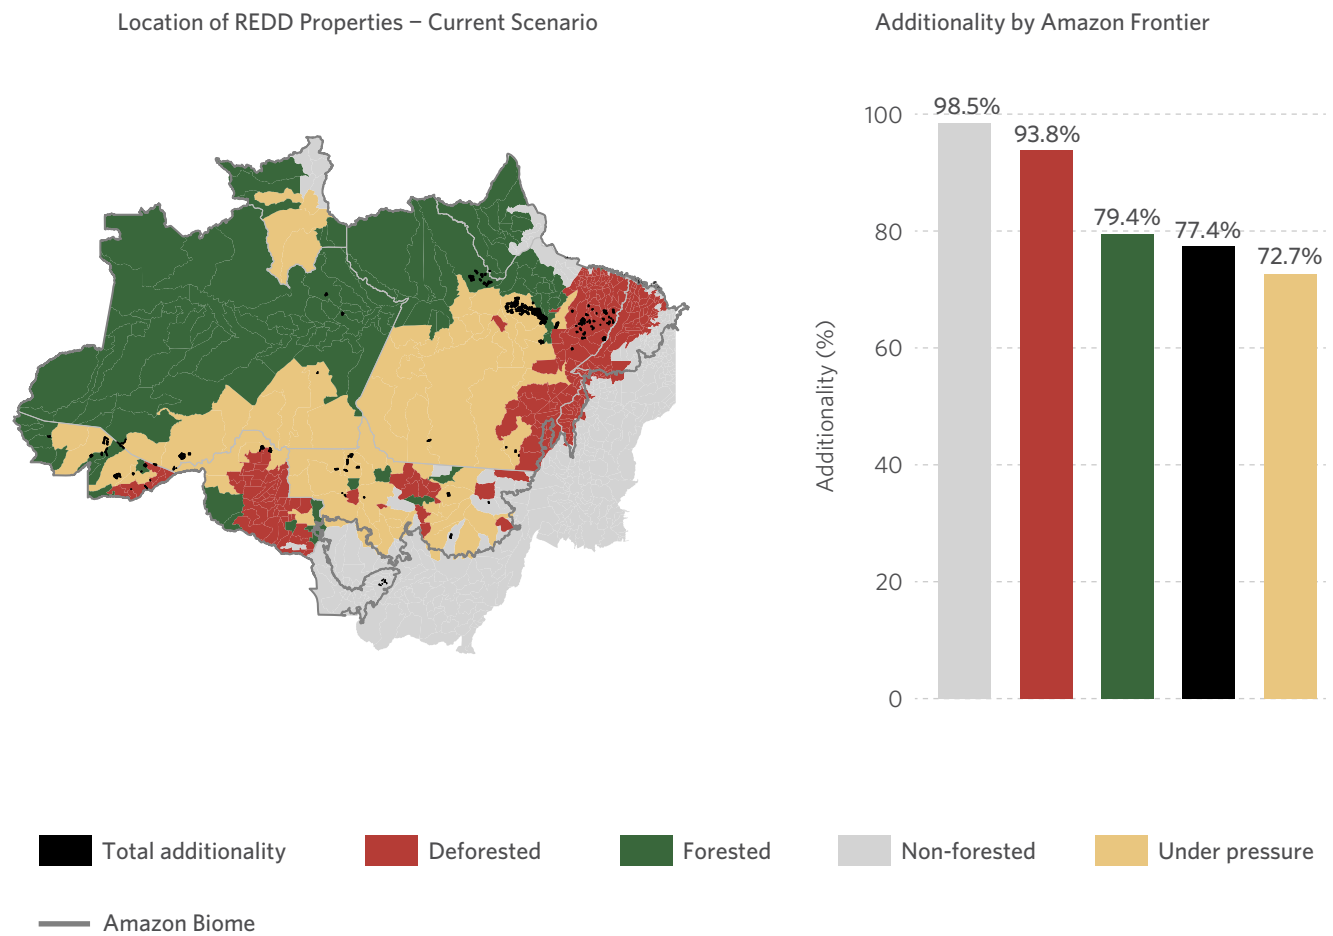 Location of REDD Properties – Current Scenario
Additionality by Amazon Frontier
Additionality (%)
100
80
60
40
20
0
98.5%
93.8%
79.4%
77.4%
72.7%
Total additionality
Deforested
Forested
Non-forested
Under pressure
Amazon Biome